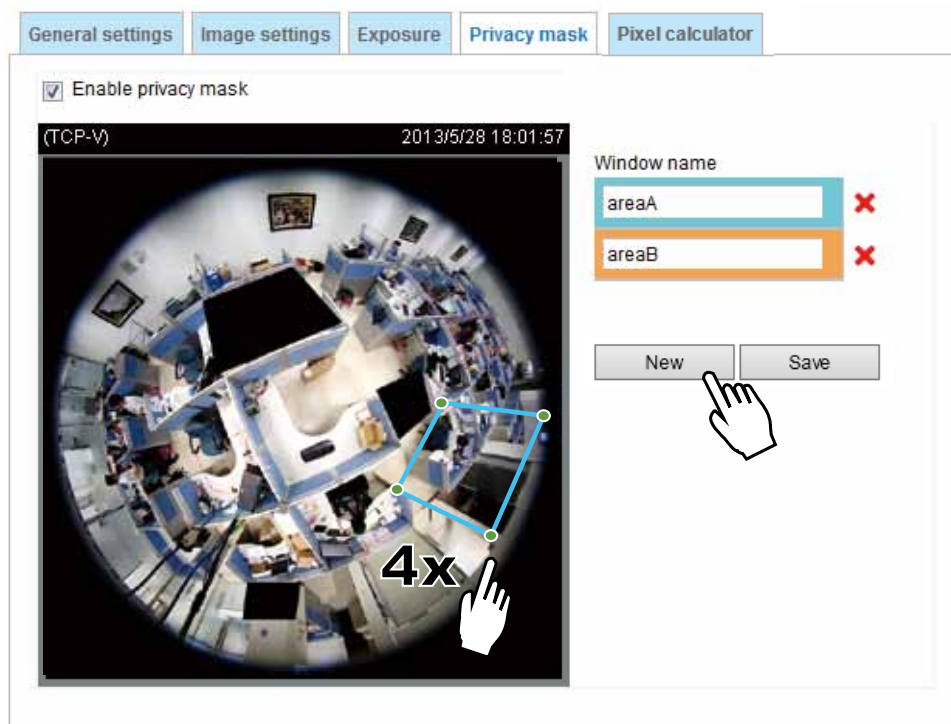 General settings Image settings Exposure Privacy mask Pixel calculator
Enable privacy mask
(TCP-V) 2013/5/28 18:01:57
Window name
areaA
areaB
New Save
4x